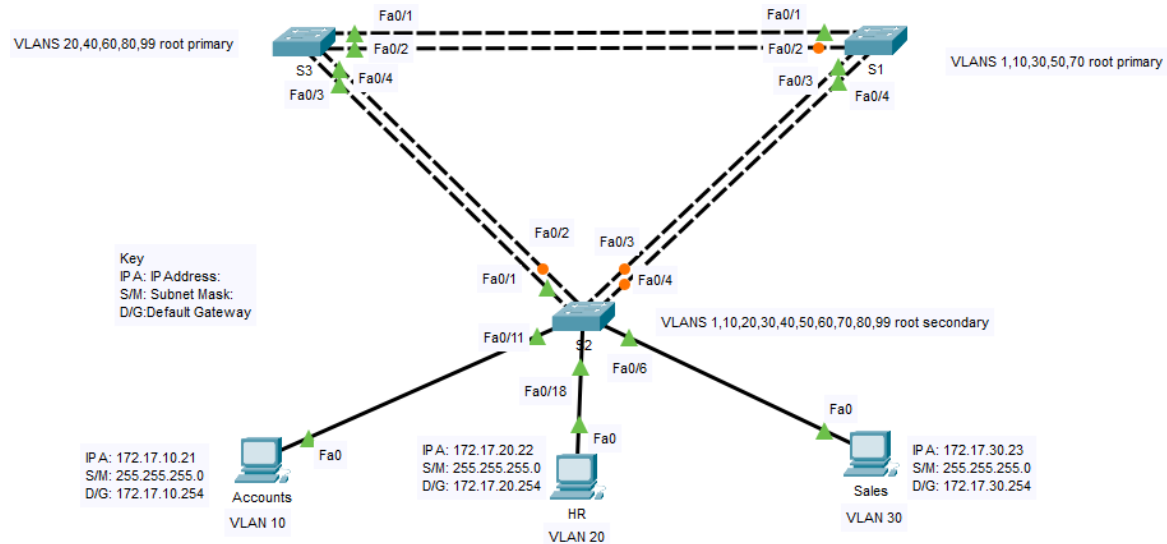 Fa0/1
Fa0/1
VLANS 20,40,60,80,99 root primary
Fa0/2
Fa0/2
S3
S1
VLANS 1,10,30,50,70 root primary
Fa0/4
Fa0/3
Fa0/3
Fa0/4
Key
IP A: IP Address:
S/M: Subnet Mask:
D/G:Default Gateway
Fa0/2
Fa0/3
Fa0/1
Fa0/4
VLANS 1,10,20,30,40,50,60,70,80,99 root secondary
S2
Fa0/11
Fa0/6
Fa0/18
Fa0
Fa0
Fa0
IP A: 172.17.10.21
S/M: 255.255.255.0
D/G: 172.17.10.254
Accounts
VLAN 10
IP A: 172.17.20.22
S/M: 255.255.255.0
D/G: 172.17.20.254
HR
VLAN 20
IP A: 172.17.30.23
S/M: 255.255.255.0
D/G: 172.17.30.254
Sales
VLAN 30